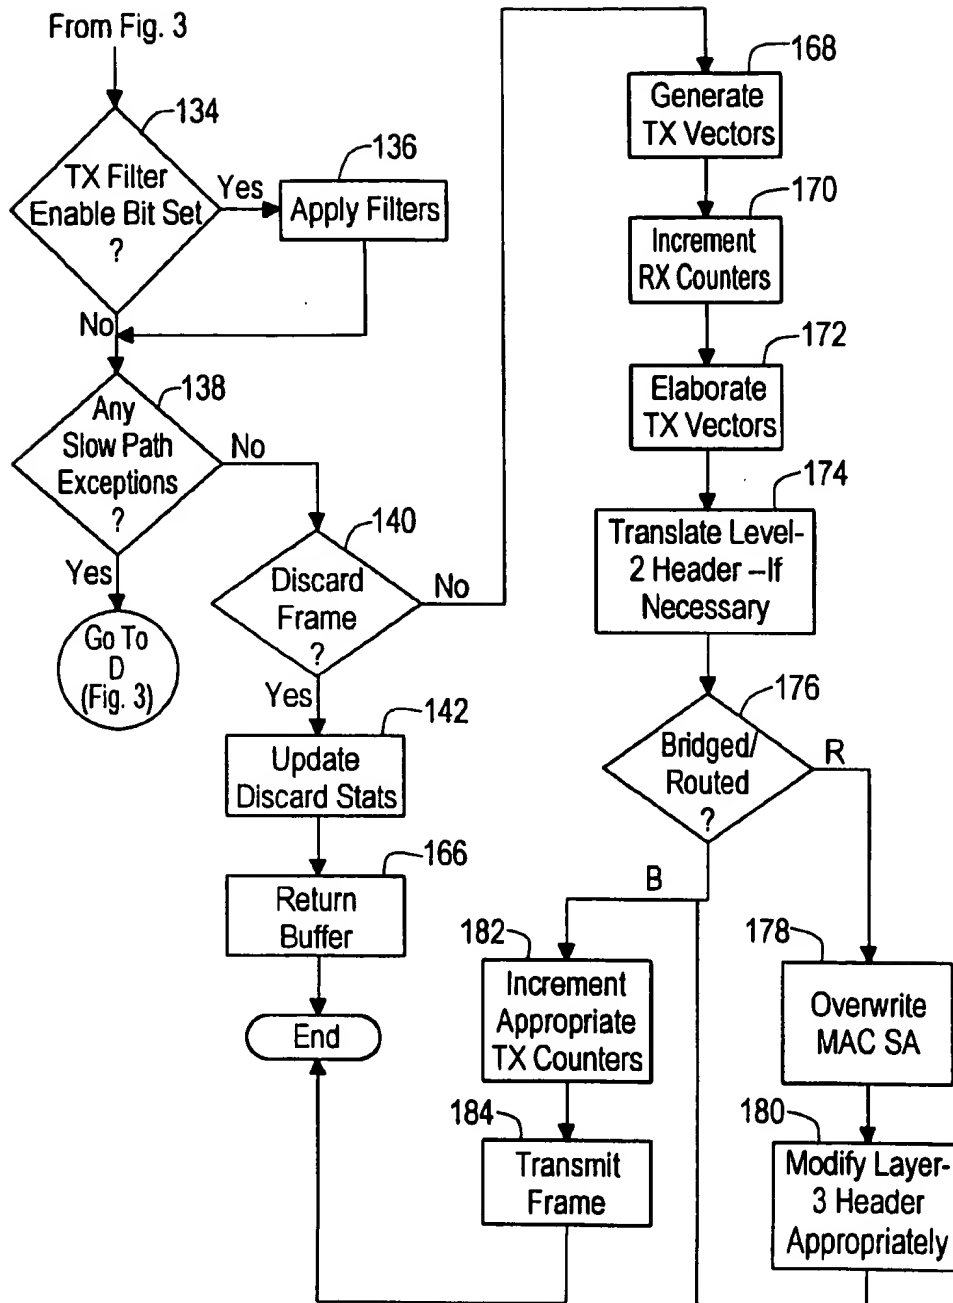 From Fig. 3
134
TX Filter
Enable Bit Set
?
Yes
136
Apply Filters
No
138
Any
Slow Path
Exceptions
?
No
Yes
Go To
D
(Fig. 3)
140
Discard
Frame
?
No
Yes
142
Update
Discard Stats
166
Return
Buffer
End
168
Generate
TX Vectors
170
Increment
RX Counters
172
Elaborate
TX Vectors
174
Translate Level-
2 Header –If
Necessary
176
Bridged/
Routed
?
R
B
182
Increment
Appropriate
TX Counters
184
Transmit
Frame
178
Overwrite
MAC SA
180
Modify Layer-
3 Header
Appropriately